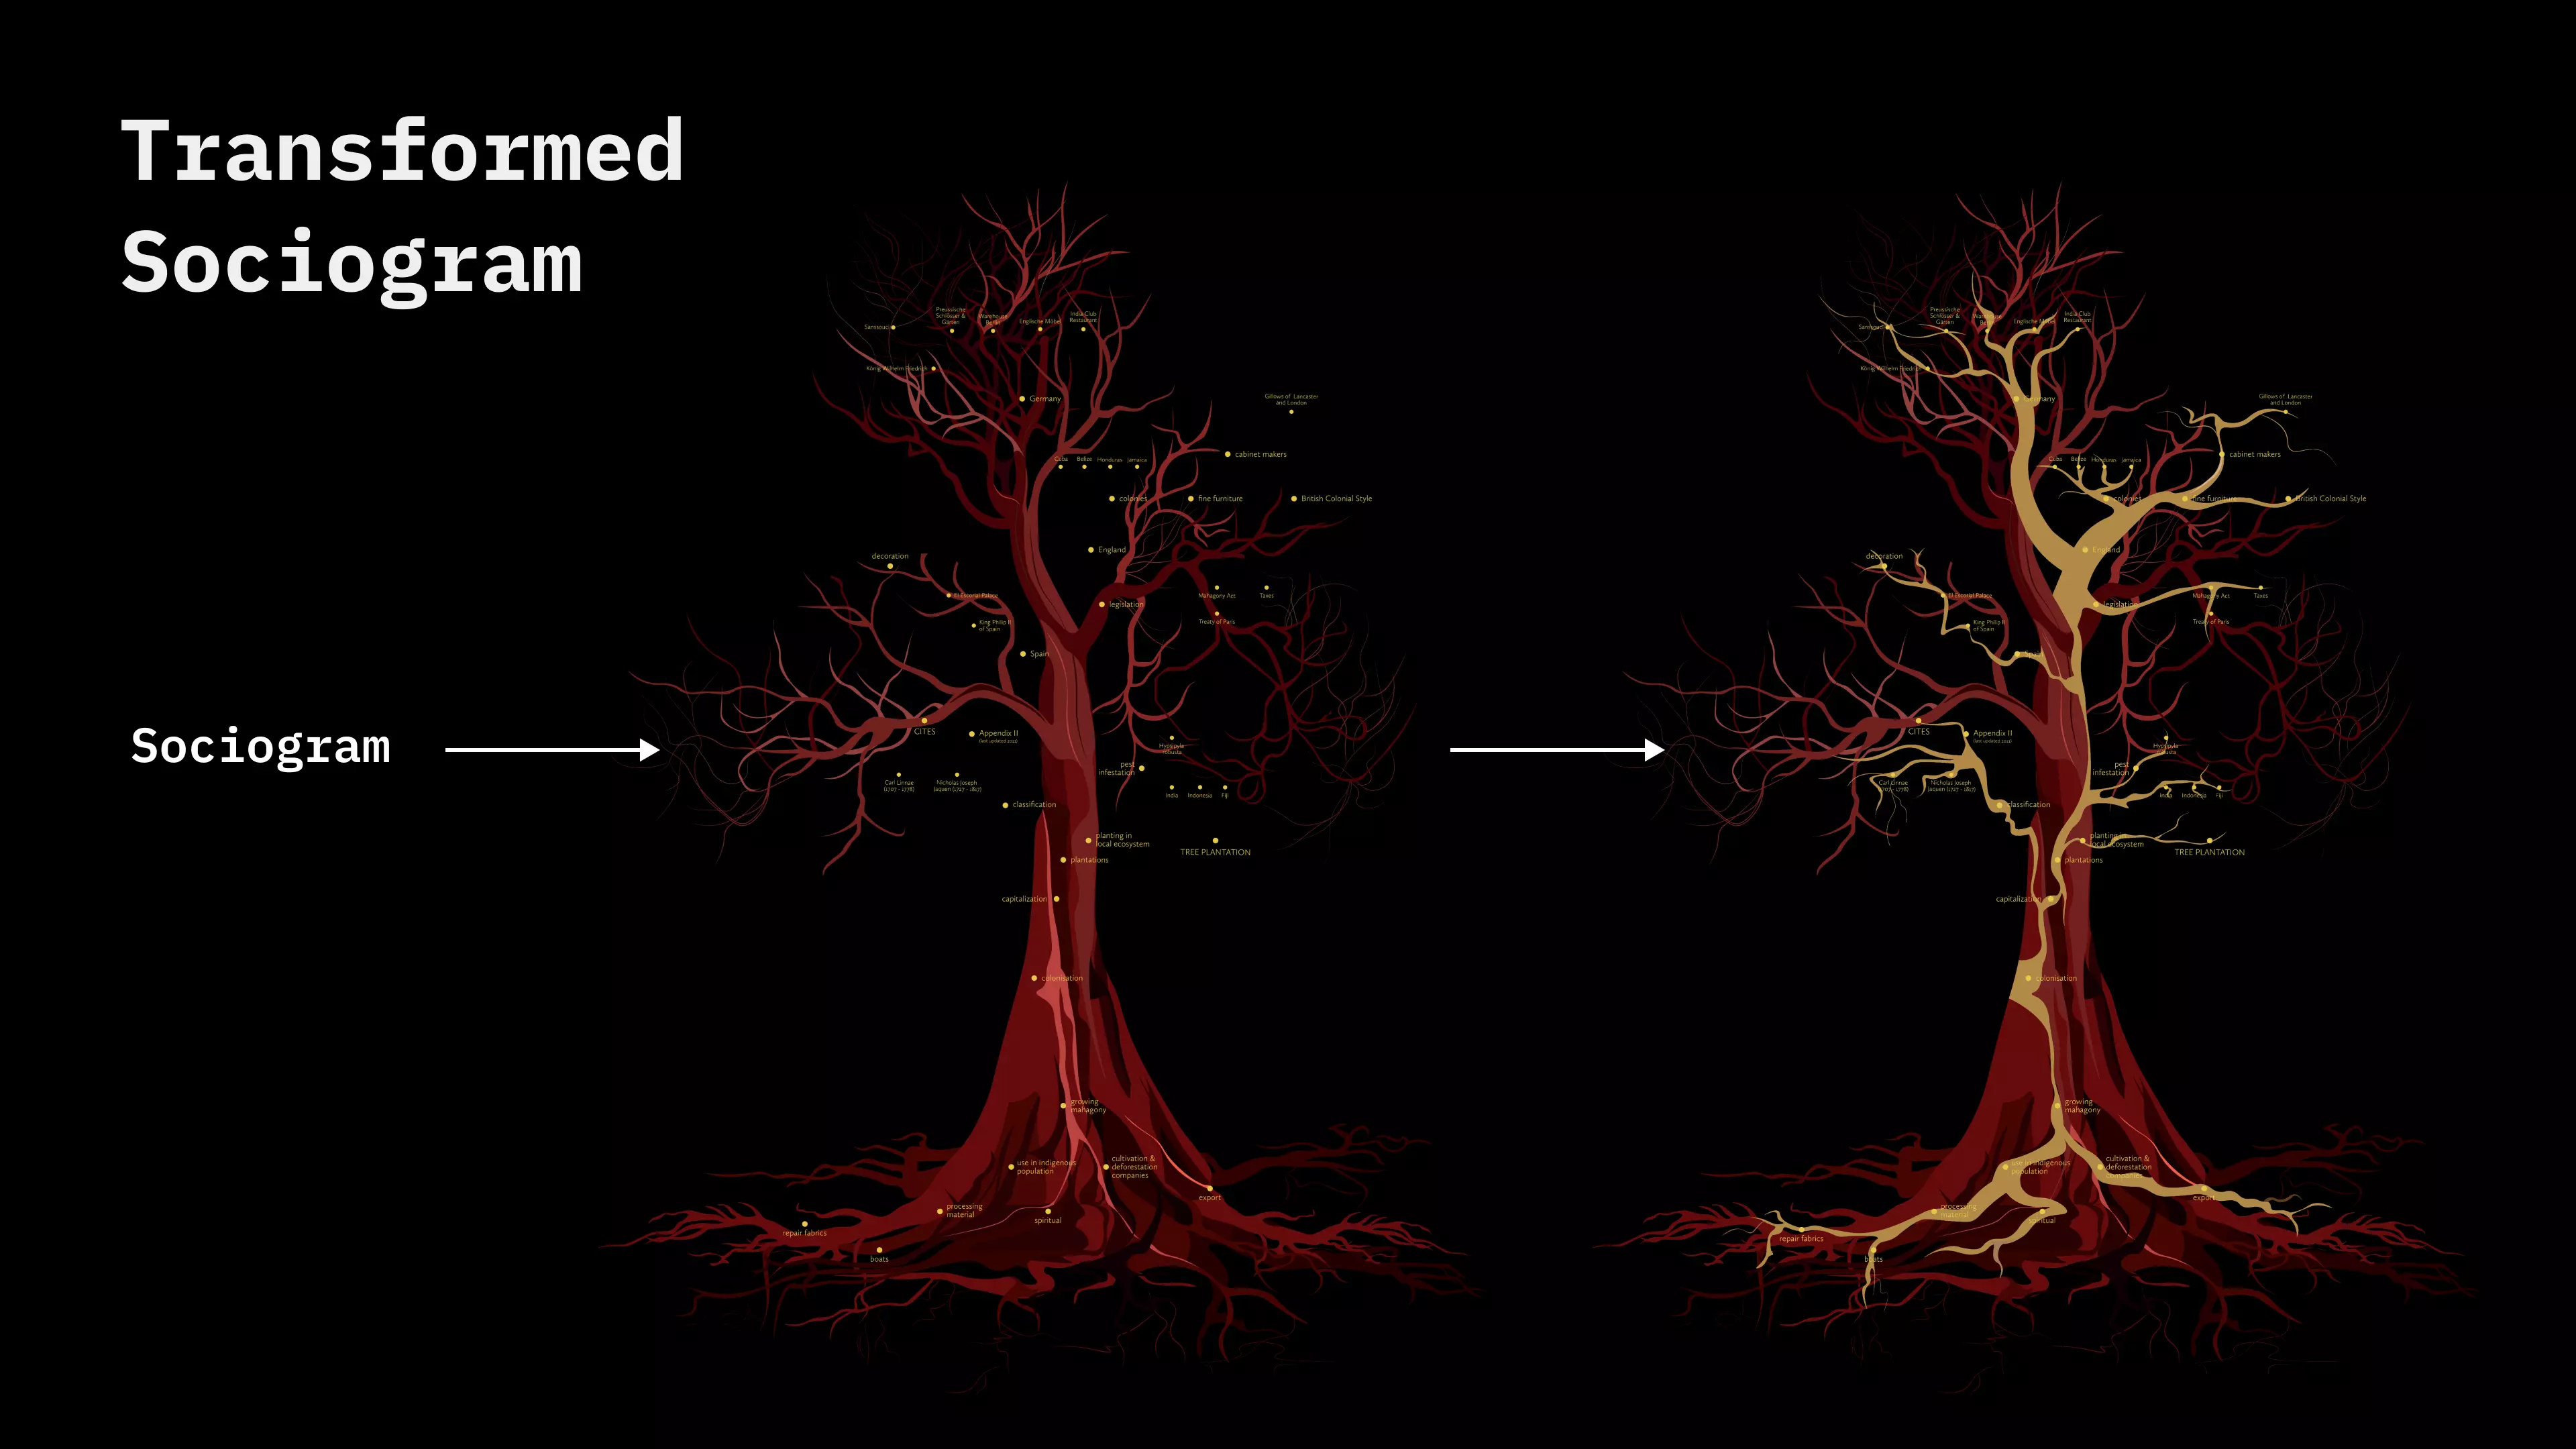 Transformed
Sociogram
Sociogram
Sanssouci
Preussische
Schlösser &
Gärten
Warehouse
Berlin
Englische Möbel
India Club
Restaurant
König Wilhelm Friedrich
Germany
Gillows of Lancaster
and London
cabinet makers
Cuba
Belize
Honduras
Jamaica
colonies
fine furniture
British Colonial Style
England
decoration
El Escorial Palace
Mahagony Act
Taxes
legislation
King Philip II
of Spain
Treaty of Paris
Spain
CITES
Appendix II
Hypsipyla
robusta
pest
infestation
Carl Linnae
(1707 - 1778)
Nicholas Joseph
Jaquen (1727 - 1817)
India
Indonesia
Fiji
classification
planting in
local ecosystem
TREE PLANTATION
plantations
capitalization
colonisation
growing
mahagony
use in indigenous
population
cultivation &
deforestation
companies
export
processing
material
spiritual
repair fabrics
boats
Preussische
Schlösser &
Gärten
India Club
Restaurant
König Wilhelm Friedrich
Germany
Gillows of Lancaster
and London
cabinet makers
Cuba
Belize
Honduras
Jamaica
colonies
fine furniture
British Colonial Style
England
decoration
El Escorial Palace
Mahagony Act
Taxes
legislation
King Philip II
of Spain
Treaty of Paris
Spain
CITES
Appendix II
Hypsipyla
robusta
pest
infestation
Carl Linnae
(1707 - 1778)
Nicholas Joseph
Jaquen (1727 - 1817)
India
Indonesia
Fiji
classification
planting in
local ecosystem
TREE PLANTATION
plantations
capitalization
colonisation
growing
mahagony
use in indigenous
population
cultivation &
deforestation
companies
export
processing
material
spiritual
repair fabrics
boats